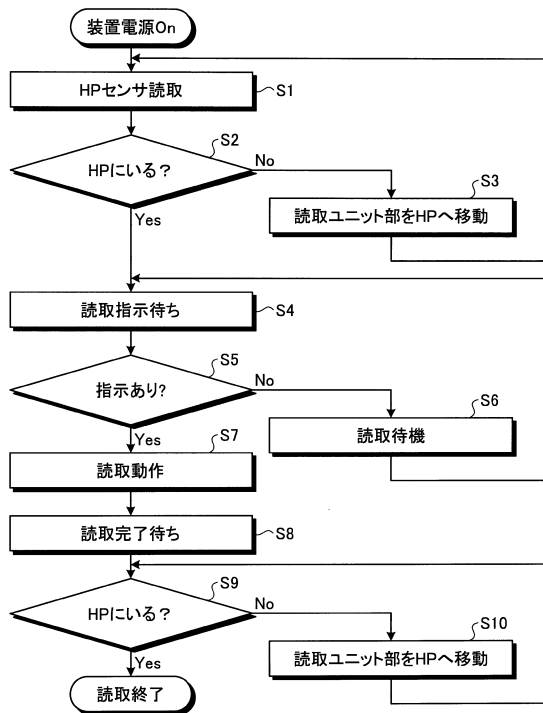 装置電源On
HPセンサ読取
S1
HPにいる?
S2
No
Yes
S3
読取ユニット部をHPへ移動
読取指示待ち
S4
指示あり?
S5
No
Yes
S6
読取待機
S7
読取動作
読取完了待ち
S8
HPにいる?
S9
No
Yes
S10
読取ユニット部をHPへ移動
読取終了